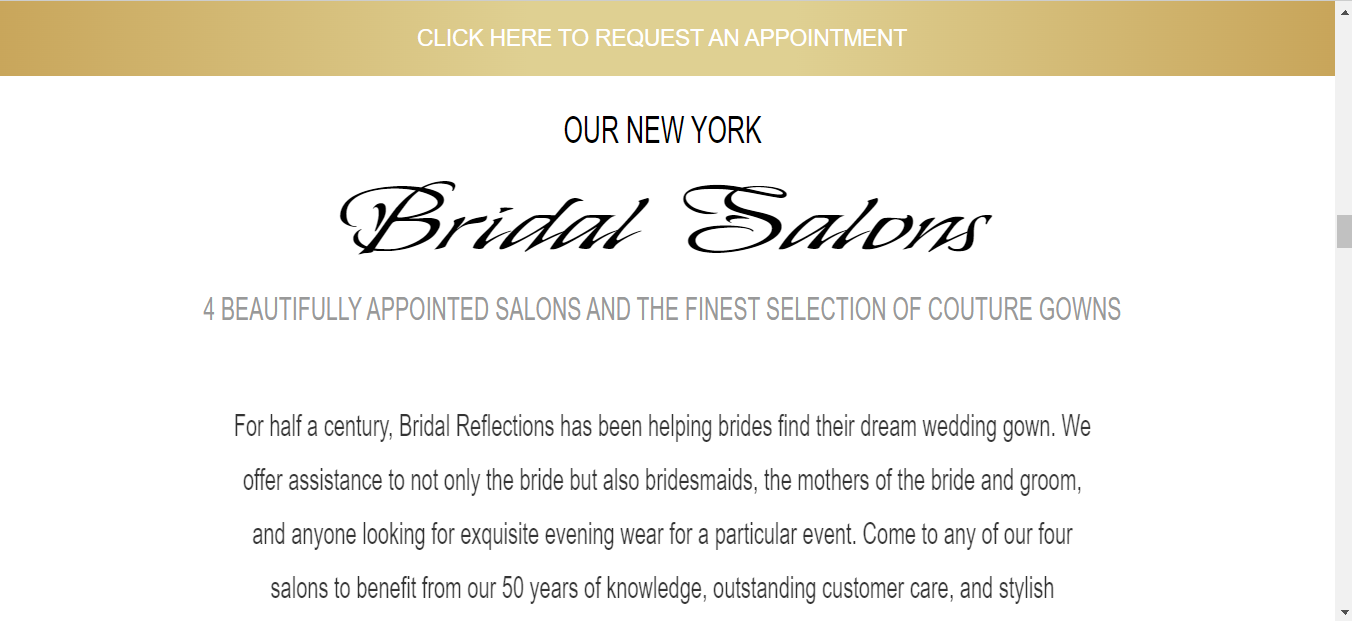 CLICK HERE TO REQUEST AN APPOINTMENT
OUR NEW YORK
Bridal Salons
4 BEAUTIFULLY APPOINTED SALONS AND THE FINEST SELECTION OF COUTURE GOWNS
For half a century, Bridal Reflections has been helping brides find their dream wedding gown. We
offer assistance to not only the bride but also bridesmaids, the mothers of the bride and groom,
and anyone looking for exquisite evening wear for a particular event. Come to any of our four
salons to benefit from our 50 years of knowledge, outstanding customer care, and stylish